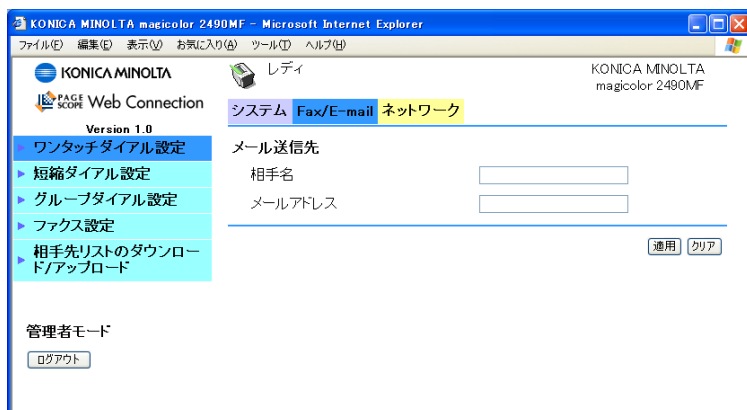 KONICA MINOLTA magicolor 2490MF - Microsoft Internet Explorer
ファイル(F) 編集(E) 表示(V) お気に入り(A) ツール(T) ヘルプ(H)
KONICA MINOLTA
レディ
KONICA MINOLTA
magicolor 2490MF
PAGE SCOPE Web Connection
Version 1.0
システム Fax/E-mail ネットワーク
ワンタッチダイアル設定
短縮ダイアル設定
グループダイアル設定
ファクス設定
相手先リストのダウンロー
ド/アップロード
管理者モード
ログアウト
メール送信先
相手名
メールアドレス
適用 クリア